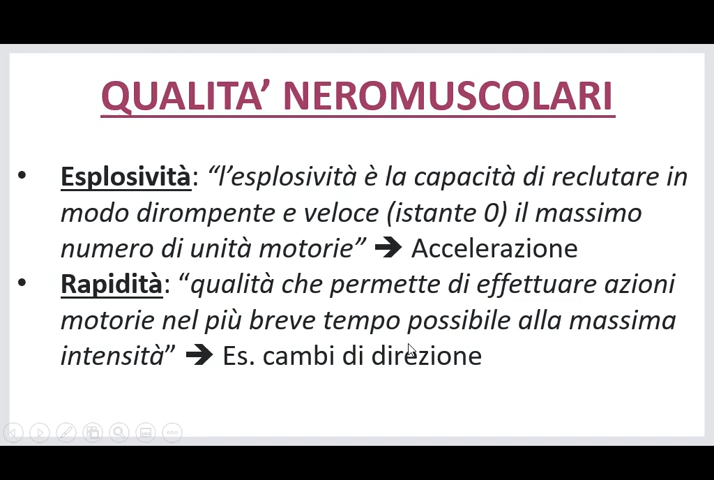 QUALITA’ NEROMUSCOLARI
• Esplosività: “l’esplosività è la capacità di reclutare in
modo dirompente e veloce (istante 0) il massimo
numero di unità motorie” ➔ Accelerazione
• Rapidità: “qualità che permette di effettuare azioni
motorie nel più breve tempo possibile alla massima
intensità” ➔ Es. cambi di direzione